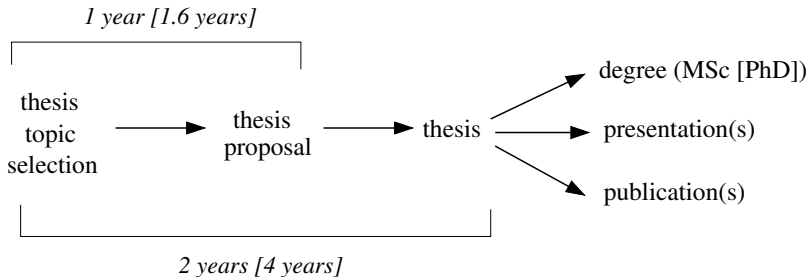 1 year [1.6 years]
thesis
topic
selection
thesis
proposal
thesis
degree (MSc [PhD])
presentation(s)
publication(s)
2 years [4 years]